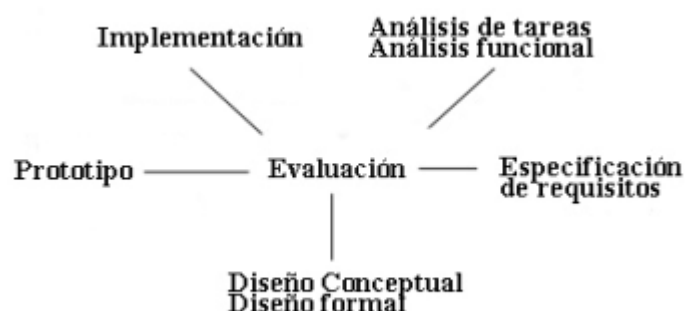 Implementación
Análisis de tareas
Análisis funcional
Prototipo
Evaluación
Especificación
de requisitos
Diseño Conceptual
Diseño formal